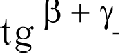 tg β + γ